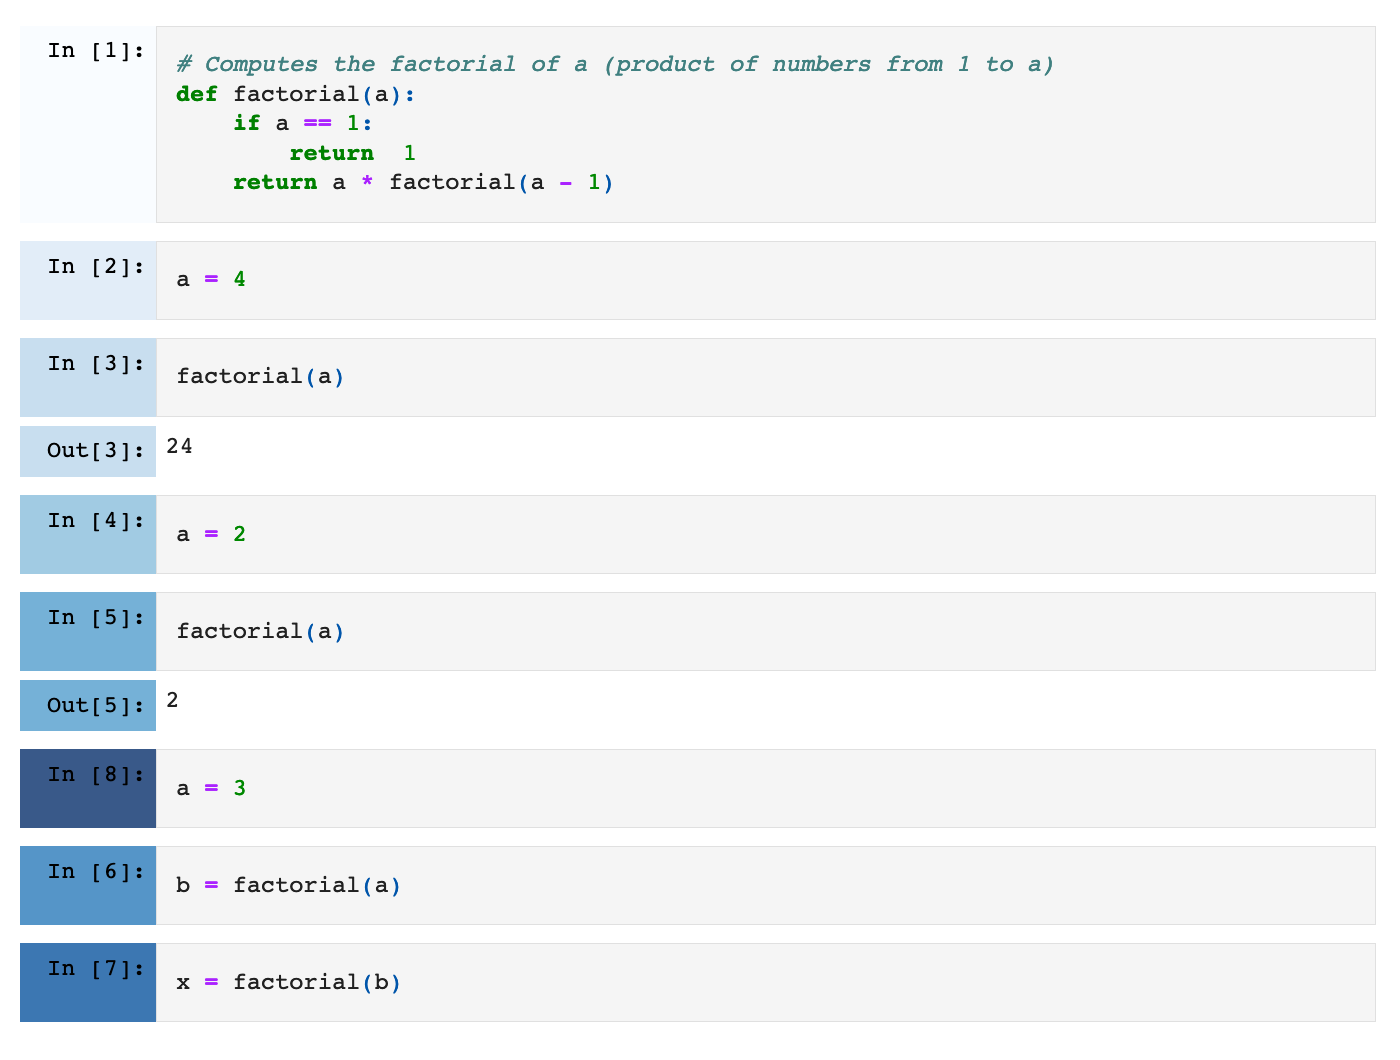 In [1]:
# Computes the factorial of a (product of numbers from 1 to a)
def factorial(a):
    if a == 1:
        return  1
    return a * factorial(a - 1)
In [2]:
a = 4
In [3]:
factorial(a)
Out[3]:
24
In [4]:
a = 2
In [5]:
factorial(a)
Out[5]:
2
In [8]:
a = 3
In [6]:
b = factorial(a)
In [7]:
x = factorial(b)